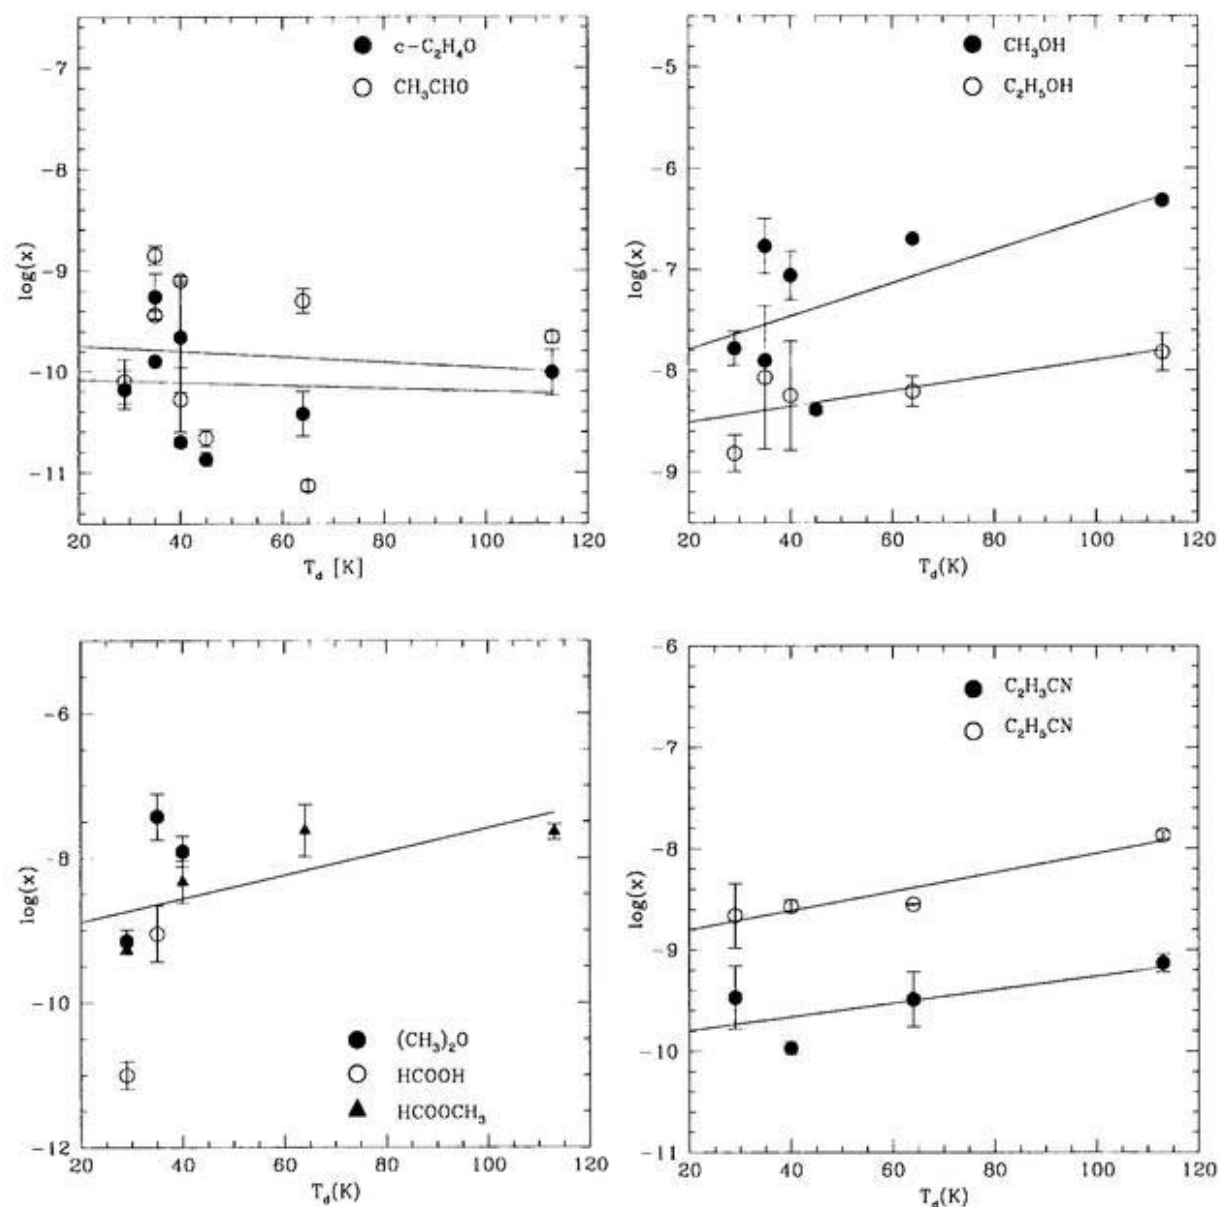 c-C₂H₄O
CH₃CHO
-7
-8
-9
-10
-11
log(x)
20 40 60 80 100 120
T_d [K]
CH₃OH
C₂H₅OH
-5
-6
-7
-8
-9
log(x)
20 40 60 80 100 120
T_d(K)
-6
-8
-10
-12
log(x)
(CH₃)₂O
HCOOH
HCOOCH₃
20 40 60 80 100 120
T_d(K)
-6
C₂H₃CN
C₂H₅CN
-7
-8
-9
-10
-11
log(x)
20 40 60 80 100 120
T_d(K)